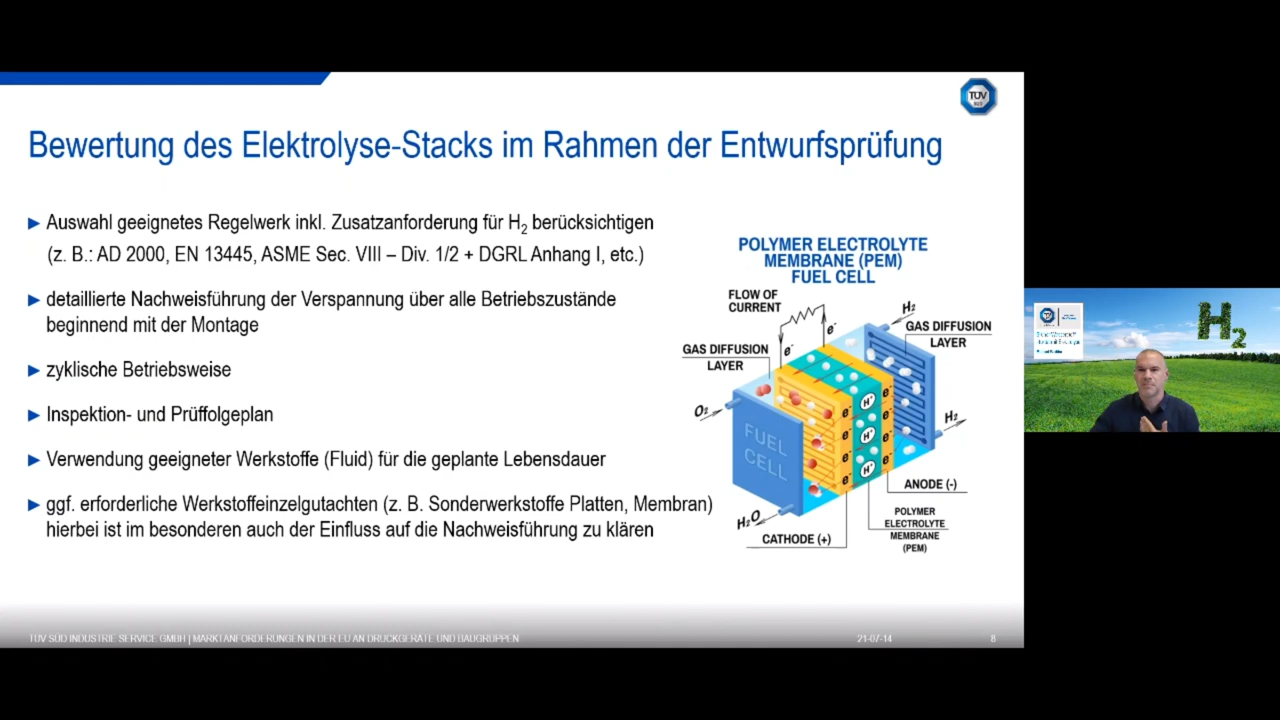 TÜV
SÜD
Bewertung des Elektrolyse-Stacks im Rahmen der Entwurfsprüfung
► Auswahl geeignetes Regelwerk inkl. Zusatzanforderung für H2 berücksichtigen
(z. B.: AD 2000, EN 13445, ASME Sec. VIII – Div. 1/2 + DGRL Anhang I, etc.)
► detaillierte Nachweisführung der Verspannung über alle Betriebszustände
beginnend mit der Montage
► zyklische Betriebsweise
► Inspektion- und Prüffolgeplan
► Verwendung geeigneter Werkstoffe (Fluid) für die geplante Lebensdauer
► ggf. erforderliche Werkstoffeinzelgutachten (z. B. Sonderwerkstoffe Platten, Membran)
hierbei ist im besonderen auch der Einfluss auf die Nachweisführung zu klären
POLYMER ELECTROLYTE
MEMBRANE (PEM)
FUEL CELL
FLOW OF
CURRENT
H2
e-
e-
GAS DIFFUSION
LAYER
GAS DIFFUSION
LAYER
O2
FUEL
CELL
e- H+ e-
e- H+ e-
e- H+ e-
e-
H2
H2O
ANODE (-)
CATHODE (+)
POLYMER
ELECTROLYTE
MEMBRANE
(PEM)
TÜV SÜD INDUSTRIE SERVICE GMBH | MARKTANFORDERUNGEN IN DER EU AN DRUCKGERÄTE UND BAUGRUPPEN
21-07-14
8
H2